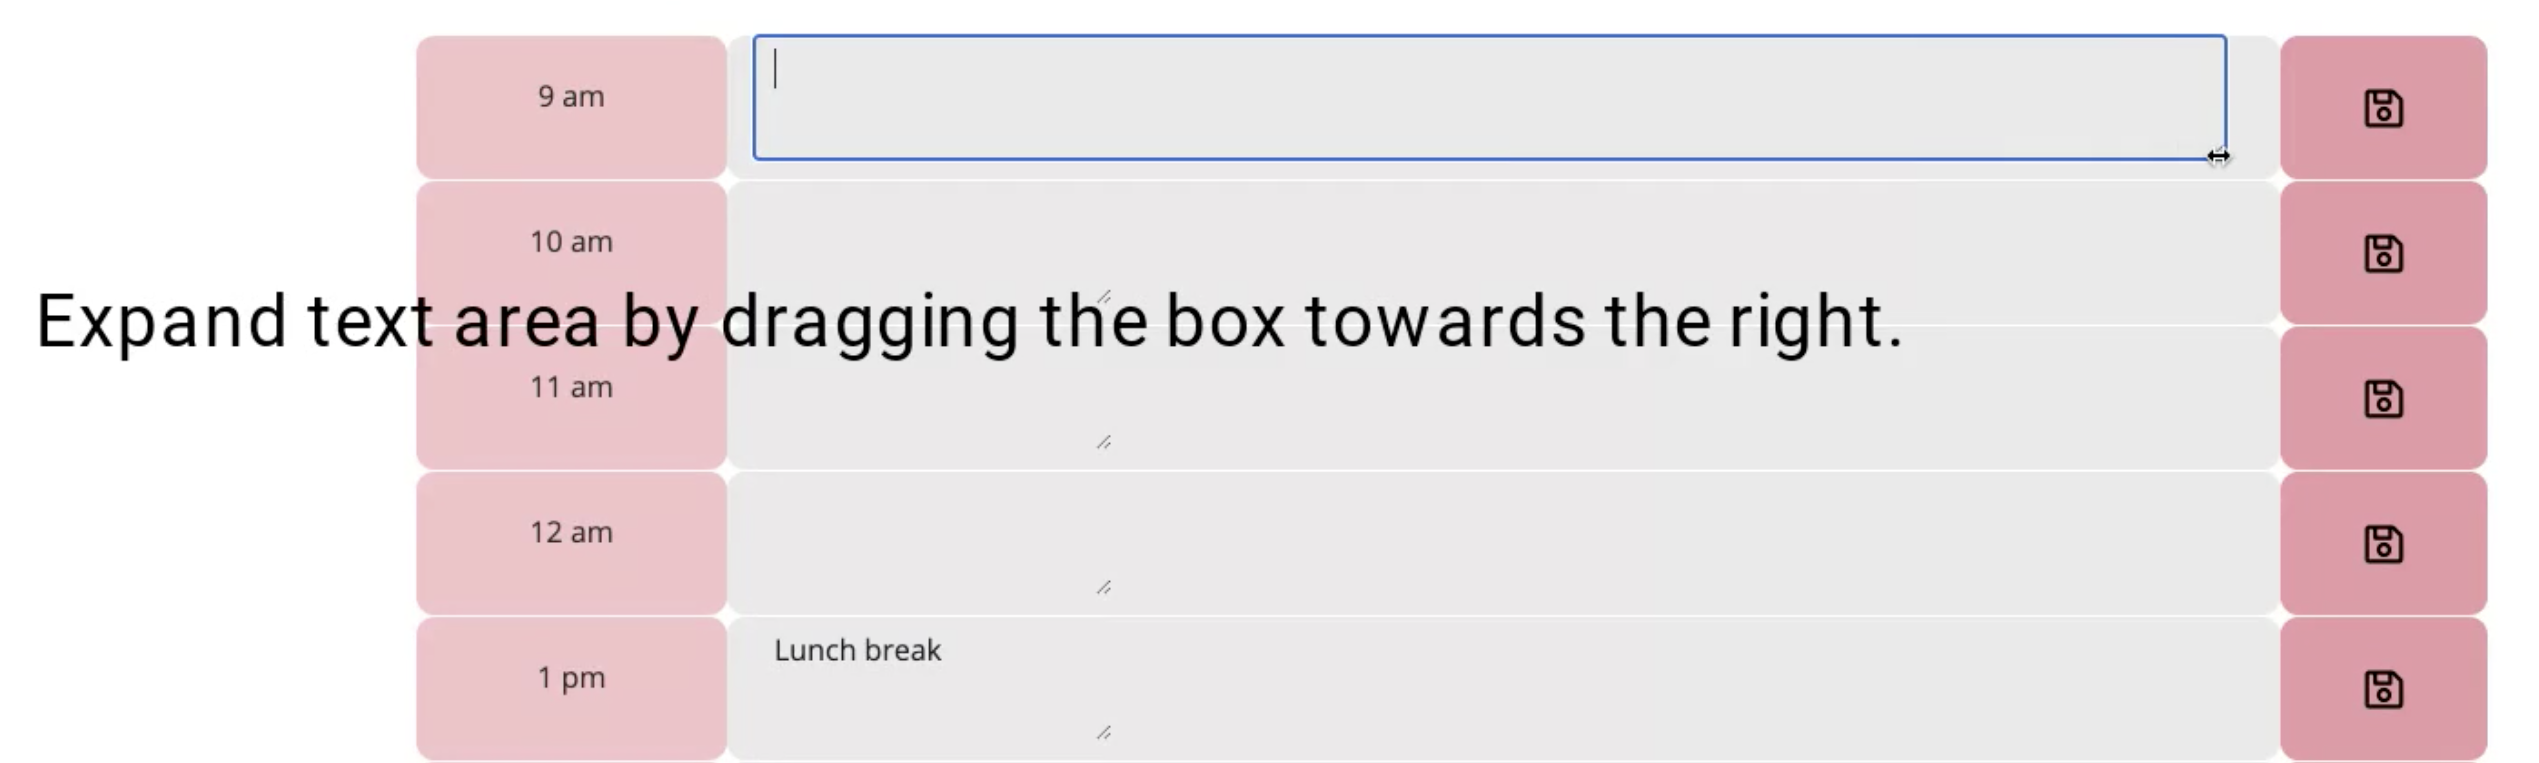 9 am
10 am
Expand text area by dragging the box towards the right.
11 am
12 am
1 pm
Lunch break